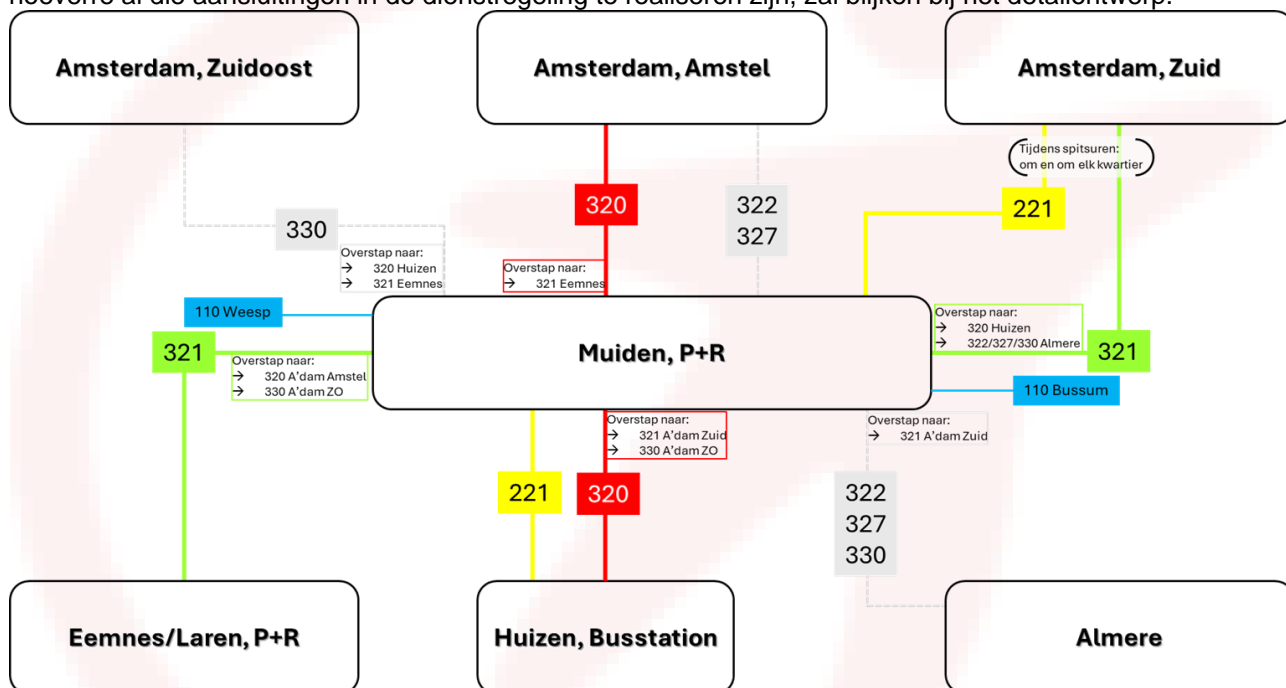 hoeverre al die aansluitingen in de dienstregeling te realiseren zijn, zal blijken bij het detailontwerp.
Amsterdam, Zuidoost
Amsterdam, Amstel
Amsterdam, Zuid
Tijdens spitsuren:
om en om elk kwartier
320
322
327
221
330
Overstap naar:
→ 320 Huizen
→ 321 Eemnes
Overstap naar:
→ 321 Eemnes
110 Weesp
Muiden, P+R
Overstap naar:
→ 320 Huizen
→ 322/327/330 Almere
321
321
Overstap naar:
→ 320 A'dam Amstel
→ 330 A'dam ZO
110 Bussum
Overstap naar:
→ 321 A'dam Zuid
→ 330 A'dam ZO
Overstap naar:
→ 321 A'dam Zuid
221
320
322
327
330
Eemnes/Laren, P+R
Huizen, Busstation
Almere